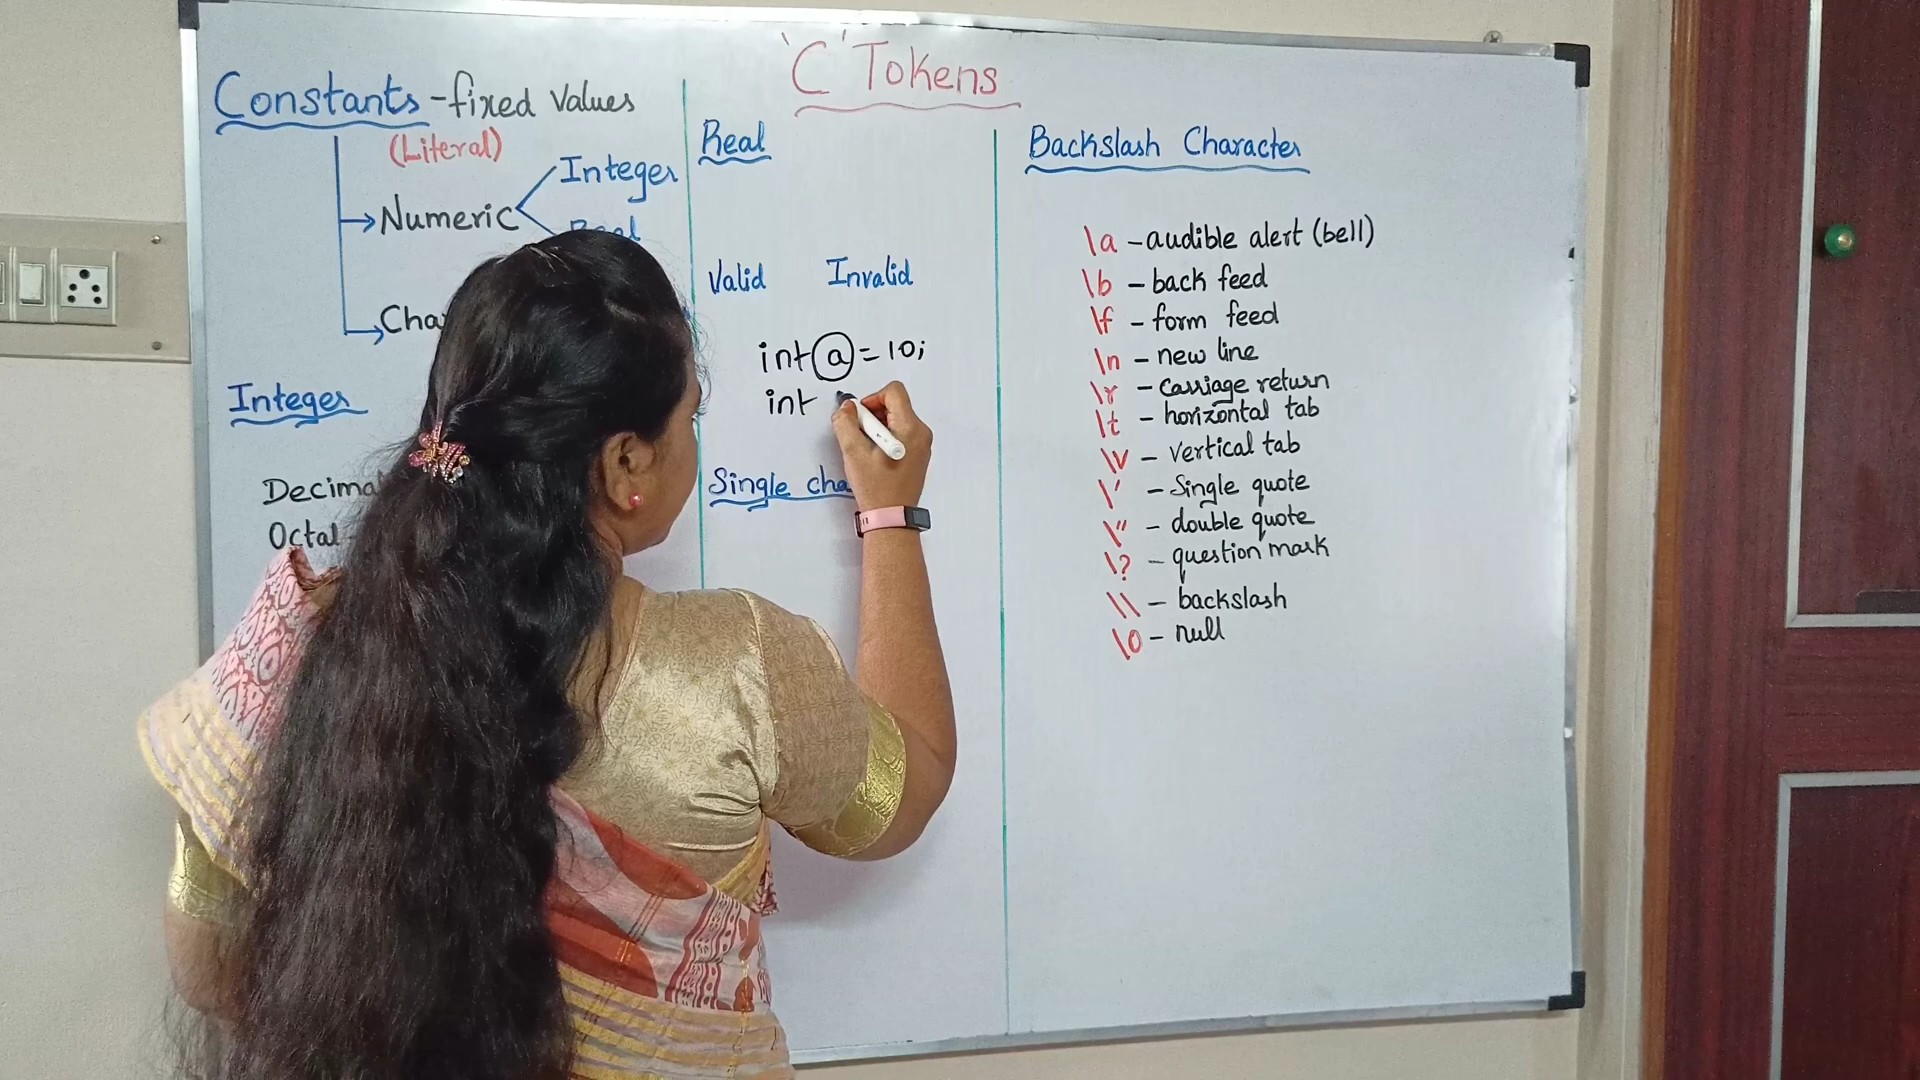 'C' Tokens
Constants - fixed values
(Literal)
Numeric
Integer
Real
Integer
Decimal
Octal -
Real
Valid Invalid
int a = 10;
int
Single cha
Backslash Character
\a - audible alert (bell)
\b - back feed
\f - form feed
\n - new line
\r - carriage return
\t - horizontal tab
\v - vertical tab
\' - Single quote
\" - double quote
\? - question mark
\\ - backslash
\0 - null